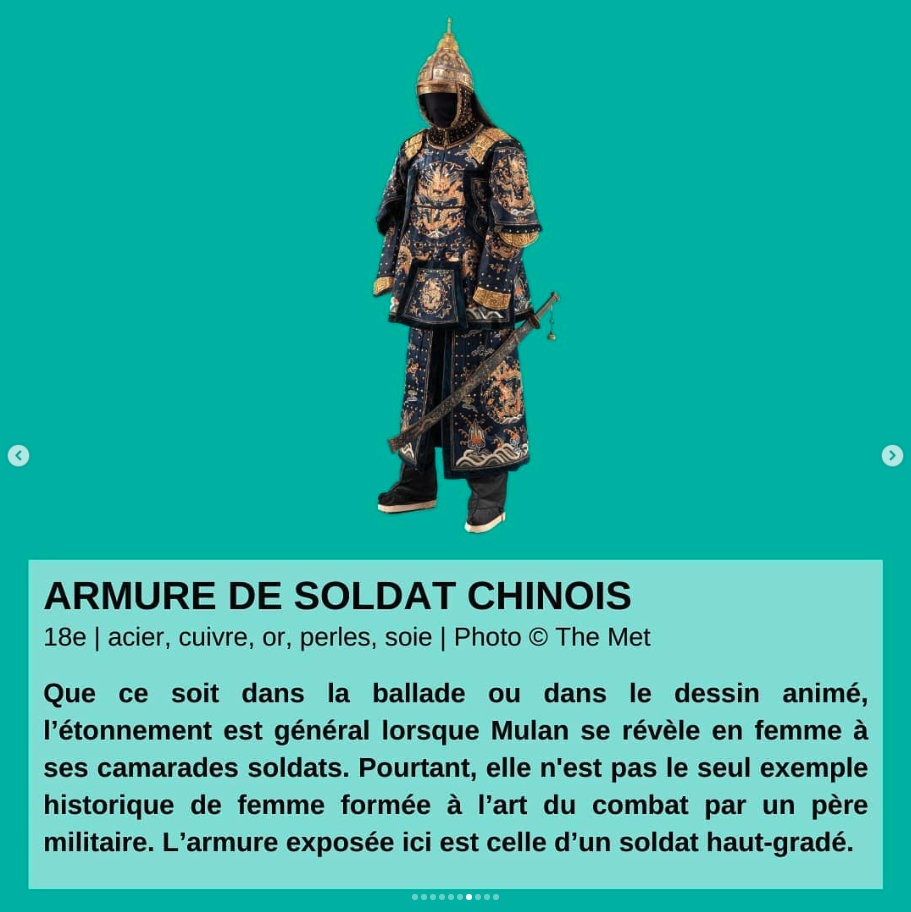 ARMURE DE SOLDAT CHINOIS
18e | acier, cuivre, or, perles, soie | Photo © The Met
Que ce soit dans la ballade ou dans le dessin animé,
l’étonnement est général lorsque Mulan se révèle en femme à
ses camarades soldats. Pourtant, elle n'est pas le seul exemple
historique de femme formée à l’art du combat par un père
militaire. L’armure exposée ici est celle d’un soldat haut-gradé.